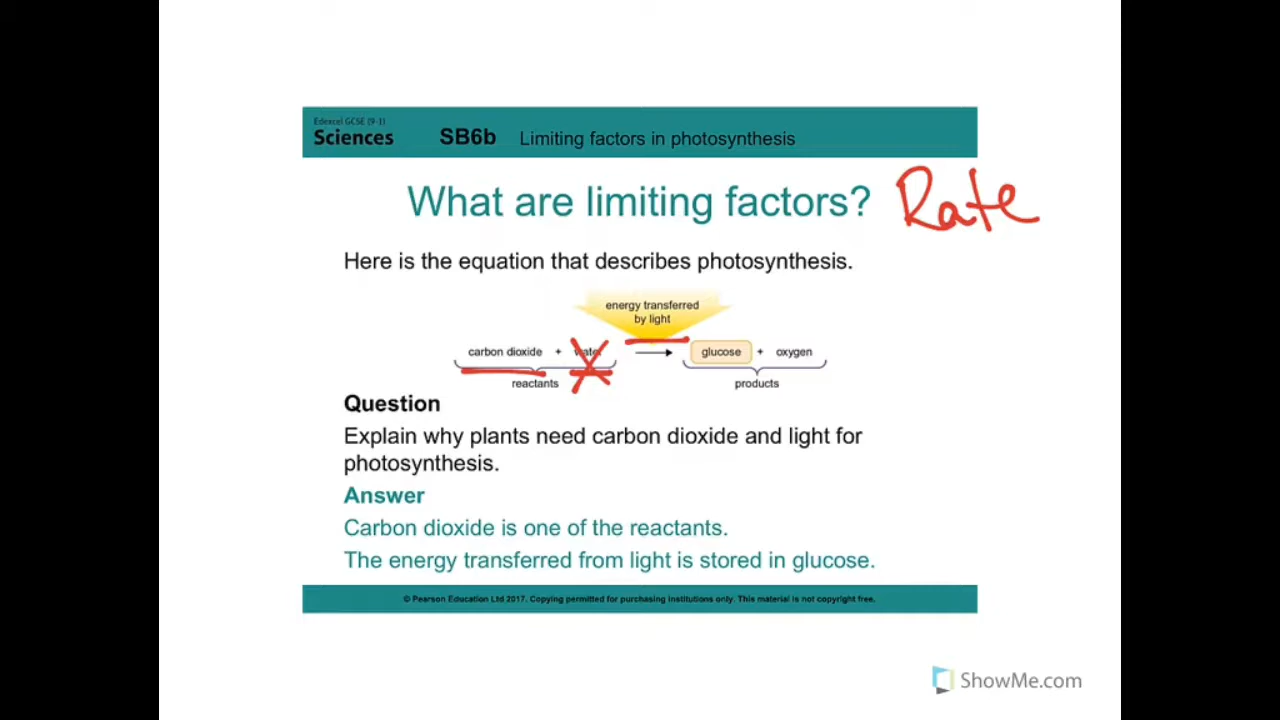 Edexcel GCSE (9-1)
Sciences SB6b Limiting factors in photosynthesis
What are limiting factors? Rate
Here is the equation that describes photosynthesis.
energy transferred
by light
carbon dioxide + water glucose + oxygen
reactants products
Question
Explain why plants need carbon dioxide and light for
photosynthesis.
Answer
Carbon dioxide is one of the reactants.
The energy transferred from light is stored in glucose.
© Pearson Education Ltd 2017. Copying permitted for purchasing institutions only. This material is not copyright free.
ShowMe.com